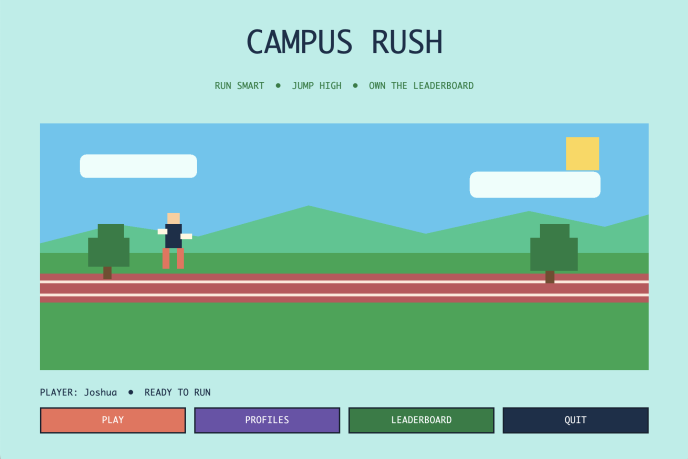 CAMPUS RUSH
RUN SMART ● JUMP HIGH ● OWN THE LEADERBOARD
PLAYER: Joshua ● READY TO RUN
PLAY PROFILES LEADERBOARD QUIT